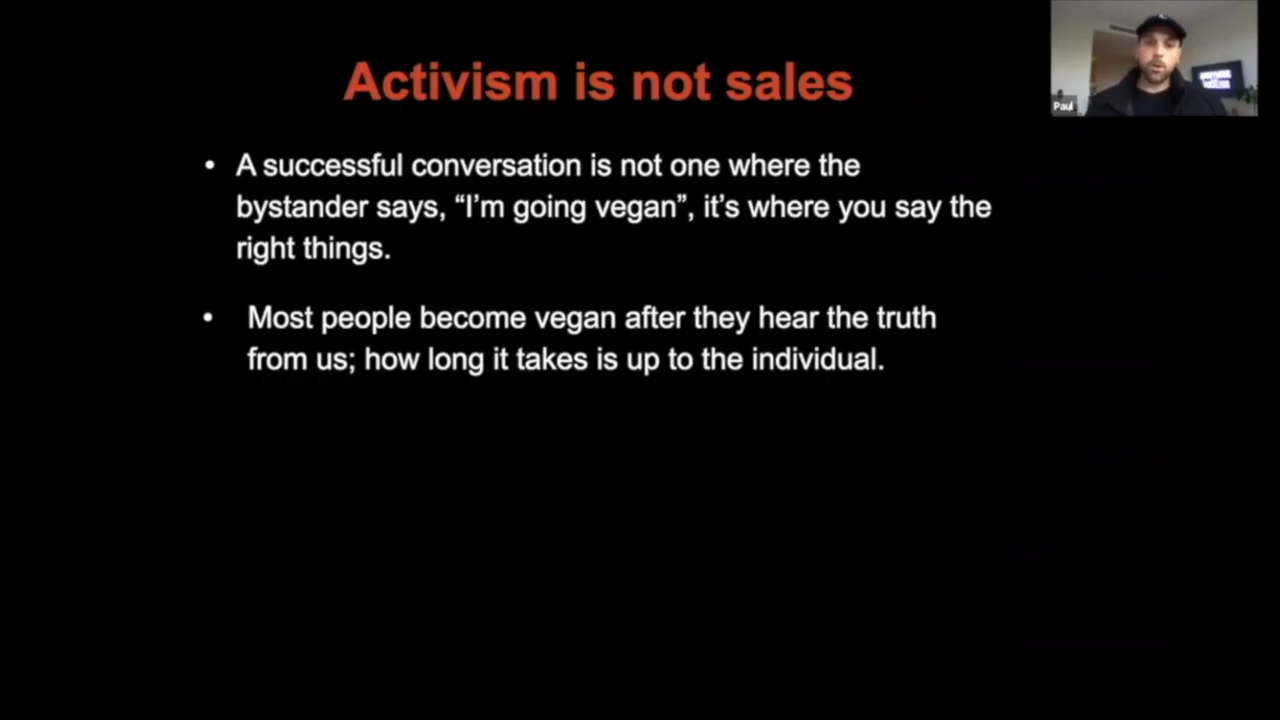 Activism is not sales
Paul
• A successful conversation is not one where the
bystander says, “I’m going vegan”, it’s where you say the
right things.
• Most people become vegan after they hear the truth
from us; how long it takes is up to the individual.